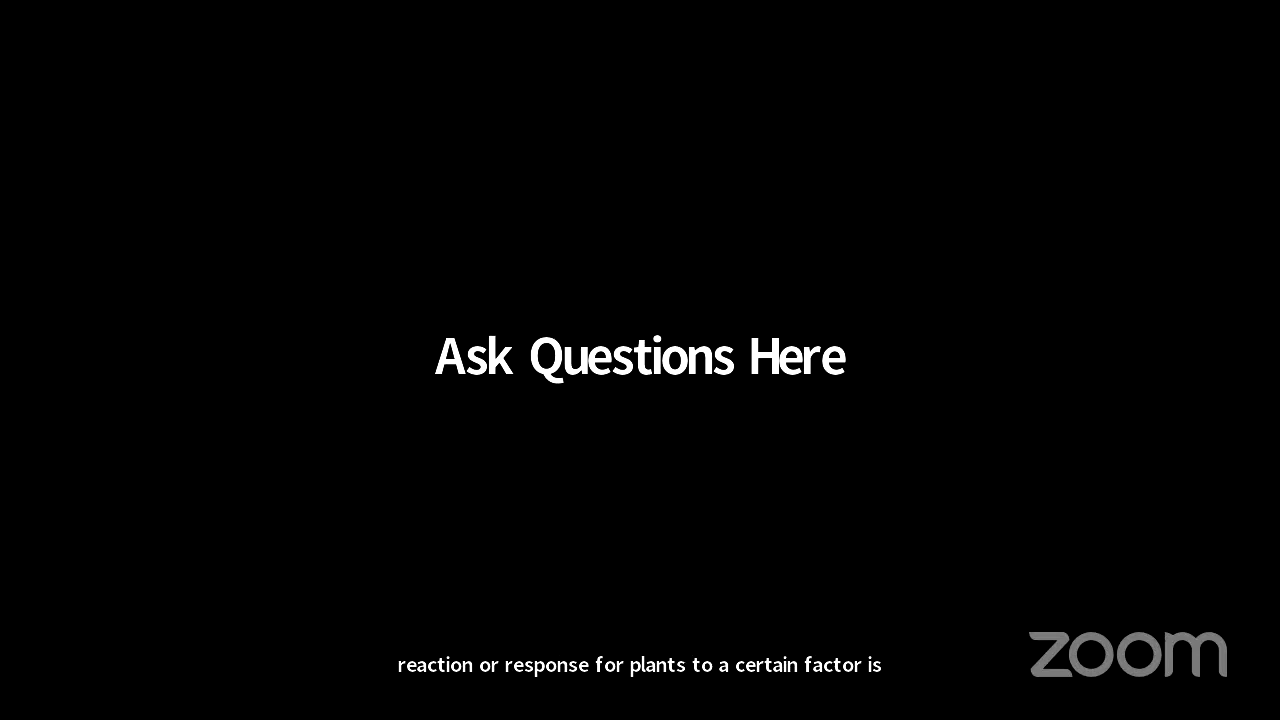 Ask Questions Here
reaction or response for plants to a certain factor is
zoom